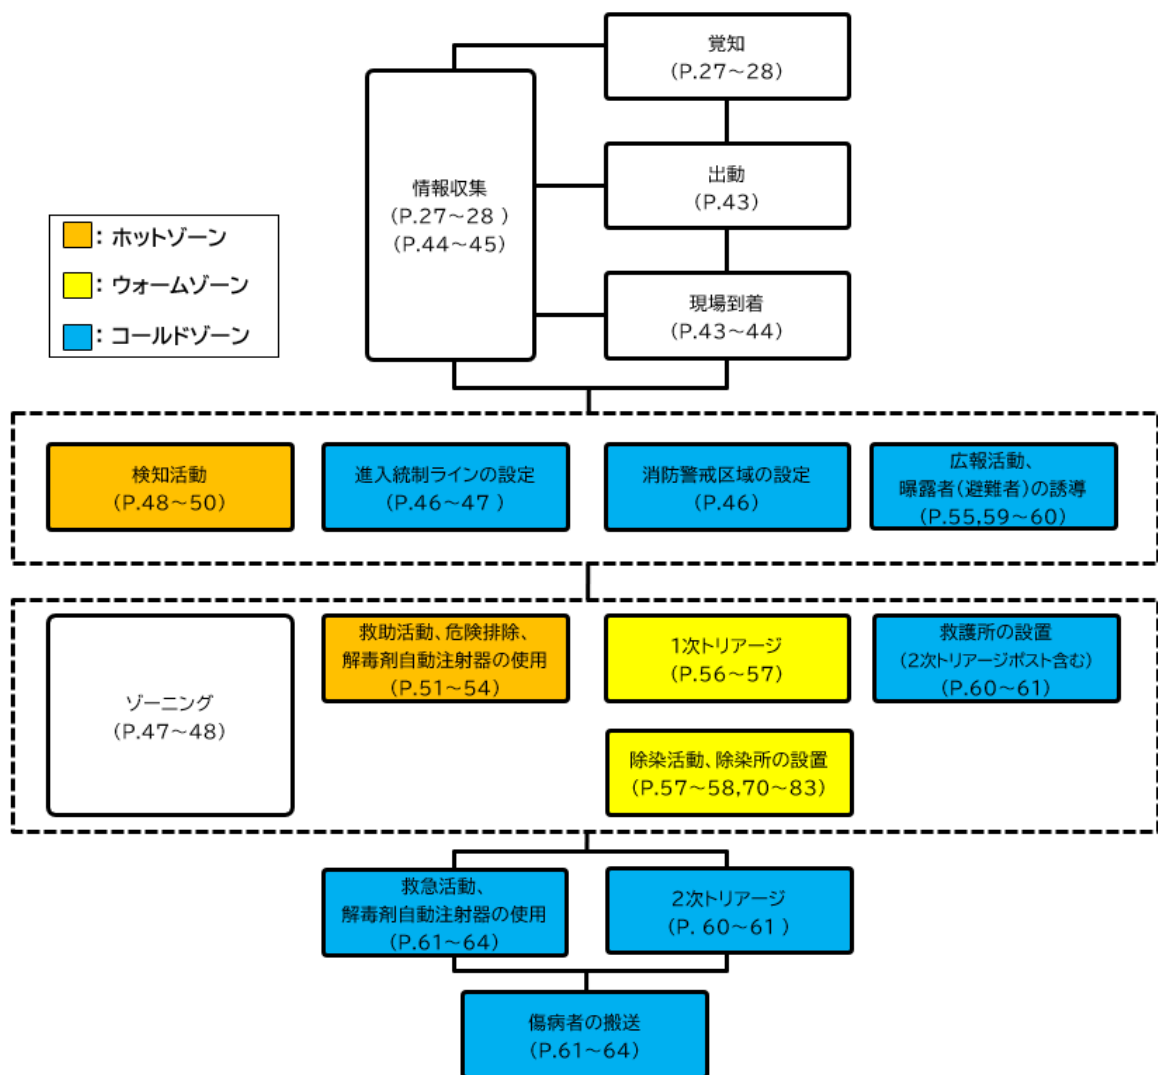 覚知
(P.27～28)
情報収集
(P.27～28 )
(P.44～45)
出動
(P.43)
現場到着
(P.43～44)
：ホットゾーン
：ウォームゾーン
：コールドゾーン
検知活動
(P.48～50)
進入統制ラインの設定
(P.46～47 )
消防警戒区域の設定
(P.46)
広報活動、
曝露者(避難者)の誘導
(P.55,59～60)
ゾーニング
(P.47～48)
救助活動、危険排除、
解毒剤自動注射器の使用
(P.51～54)
1次トリアージ
(P.56～57)
救護所の設置
(2次トリアージポスト含む)
(P.60～61)
除染活動、除染所の設置
(P.57～58,70～83)
救急活動、
解毒剤自動注射器の使用
(P.61～64)
2次トリアージ
(P. 60～61 )
傷病者の搬送
(P.61～64)